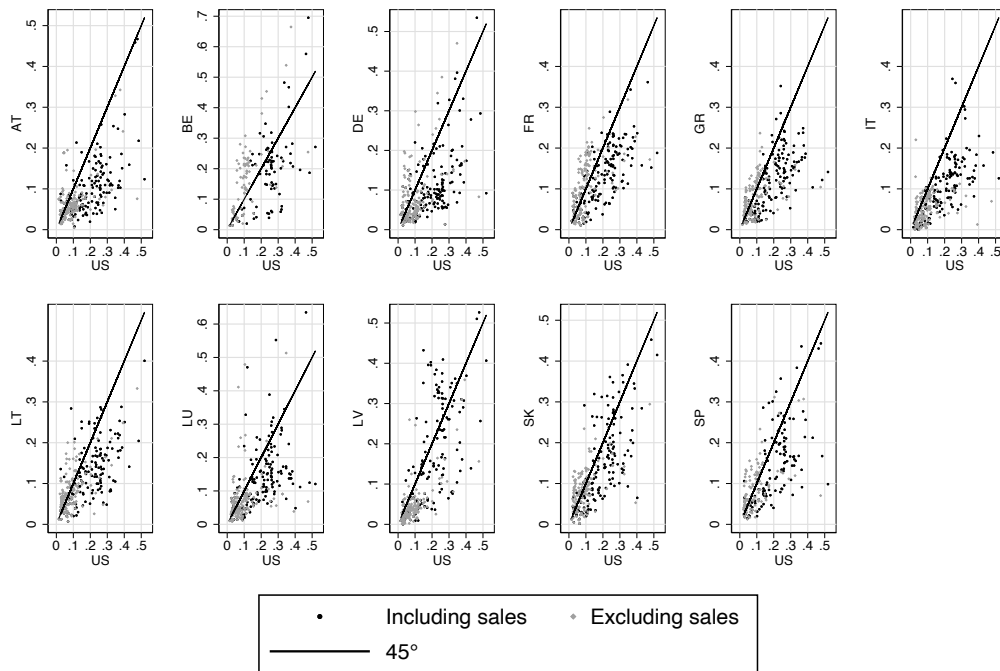 AT
0 .1 .2 .3 .4 .5
0 .1 .2 .3 .4 .5
US
BE
0 .1 .2 .3 .4 .5 .6 .7
0 .1 .2 .3 .4 .5
US
DE
0 .1 .2 .3 .4 .5
0 .1 .2 .3 .4 .5
US
FR
0 .1 .2 .3 .4
0 .1 .2 .3 .4 .5
US
GR
0 .1 .2 .3 .4
0 .1 .2 .3 .4 .5
US
IT
0 .1 .2 .3 .4
0 .1 .2 .3 .4 .5
US
LT
0 .1 .2 .3 .4
0 .1 .2 .3 .4 .5
US
LU
0 .1 .2 .3 .4 .5 .6
0 .1 .2 .3 .4 .5
US
LV
0 .1 .2 .3 .4 .5
0 .1 .2 .3 .4 .5
US
SK
0 .1 .2 .3 .4 .5
0 .1 .2 .3 .4 .5
US
SP
0 .1 .2 .3 .4
0 .1 .2 .3 .4 .5
US
Including sales Excluding sales
45°